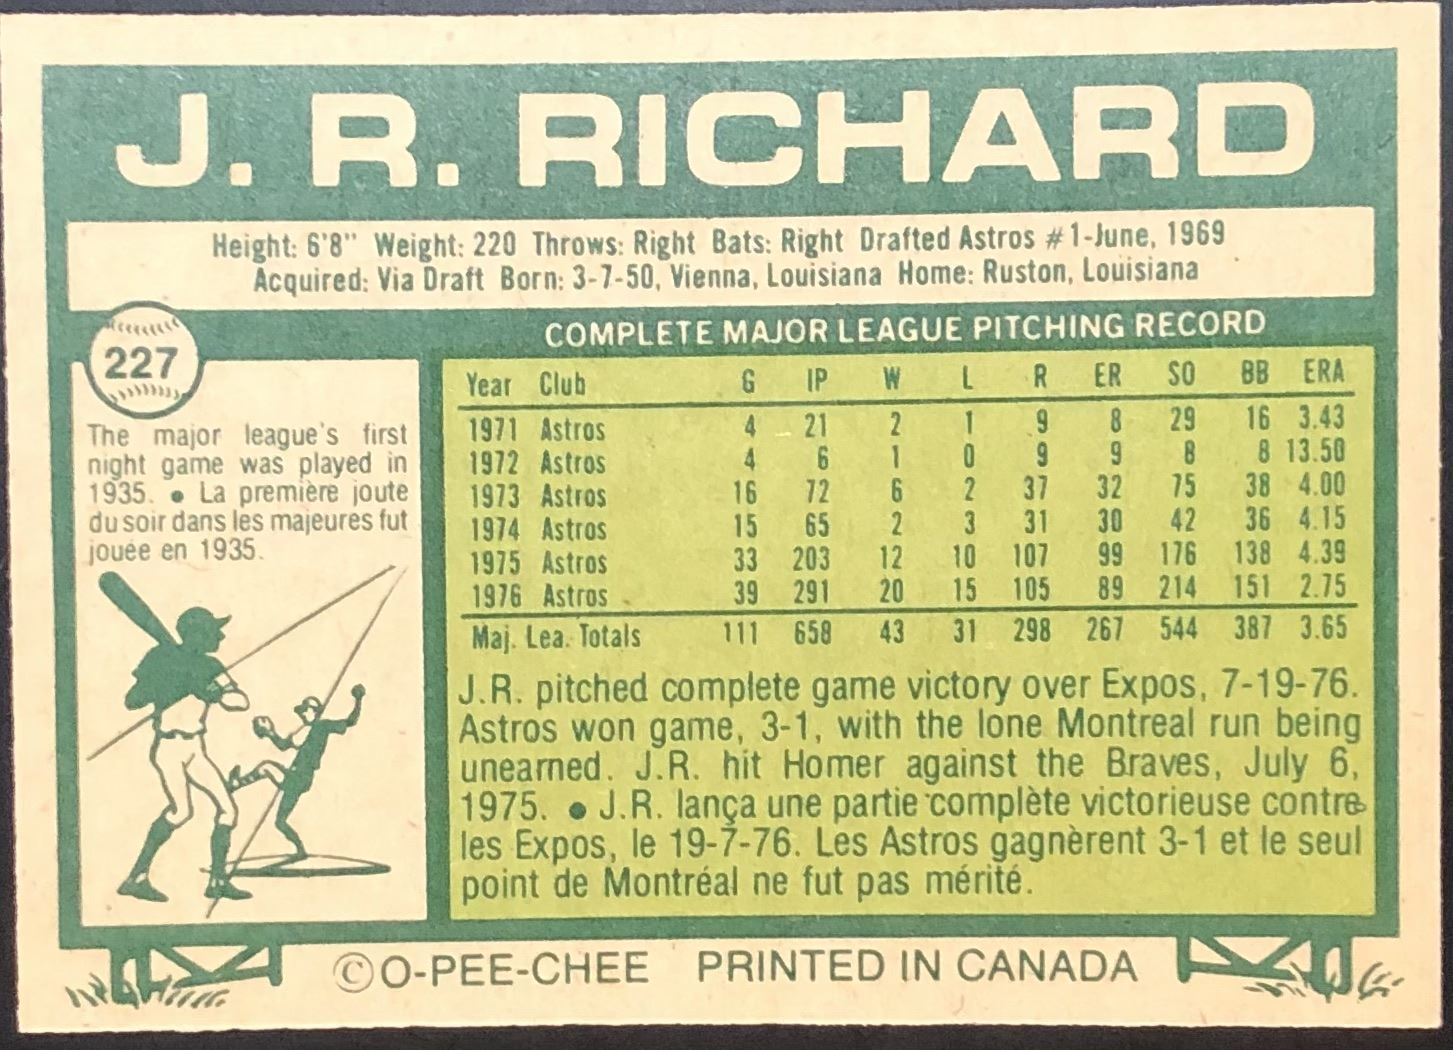 J. R. RICHARD
Height: 6'8" Weight: 220 Throws: Right Bats: Right Drafted Astros #1-June, 1969
Acquired: Via Draft Born: 3-7-50, Vienna, Louisiana Home: Ruston, Louisiana
227
The major league's first
night game was played in
1935. • La première joute
du soir dans les majeures fut
jouée en 1935.
COMPLETE MAJOR LEAGUE PITCHING RECORD
Year Club G IP W L R ER SO BB ERA
1971 Astros 4 21 2 1 9 8 29 16 3.43
1972 Astros 4 6 1 0 9 9 8 8 13.50
1973 Astros 16 72 6 2 37 32 75 38 4.00
1974 Astros 15 65 2 3 31 30 42 36 4.15
1975 Astros 33 203 12 10 107 99 176 138 4.39
1976 Astros 39 291 20 15 105 89 214 151 2.75
Maj. Lea. Totals 111 658 43 31 298 267 544 387 3.65
J.R. pitched complete game victory over Expos, 7-19-76.
Astros won game, 3-1, with the lone Montreal run being
unearned. J.R. hit Homer against the Braves, July 6,
1975. • J.R. lança une partie complète victorieuse contre
les Expos, le 19-7-76. Les Astros gagnèrent 3-1 et le seul
point de Montréal ne fut pas mérité.
© O-PEE-CHEE PRINTED IN CANADA